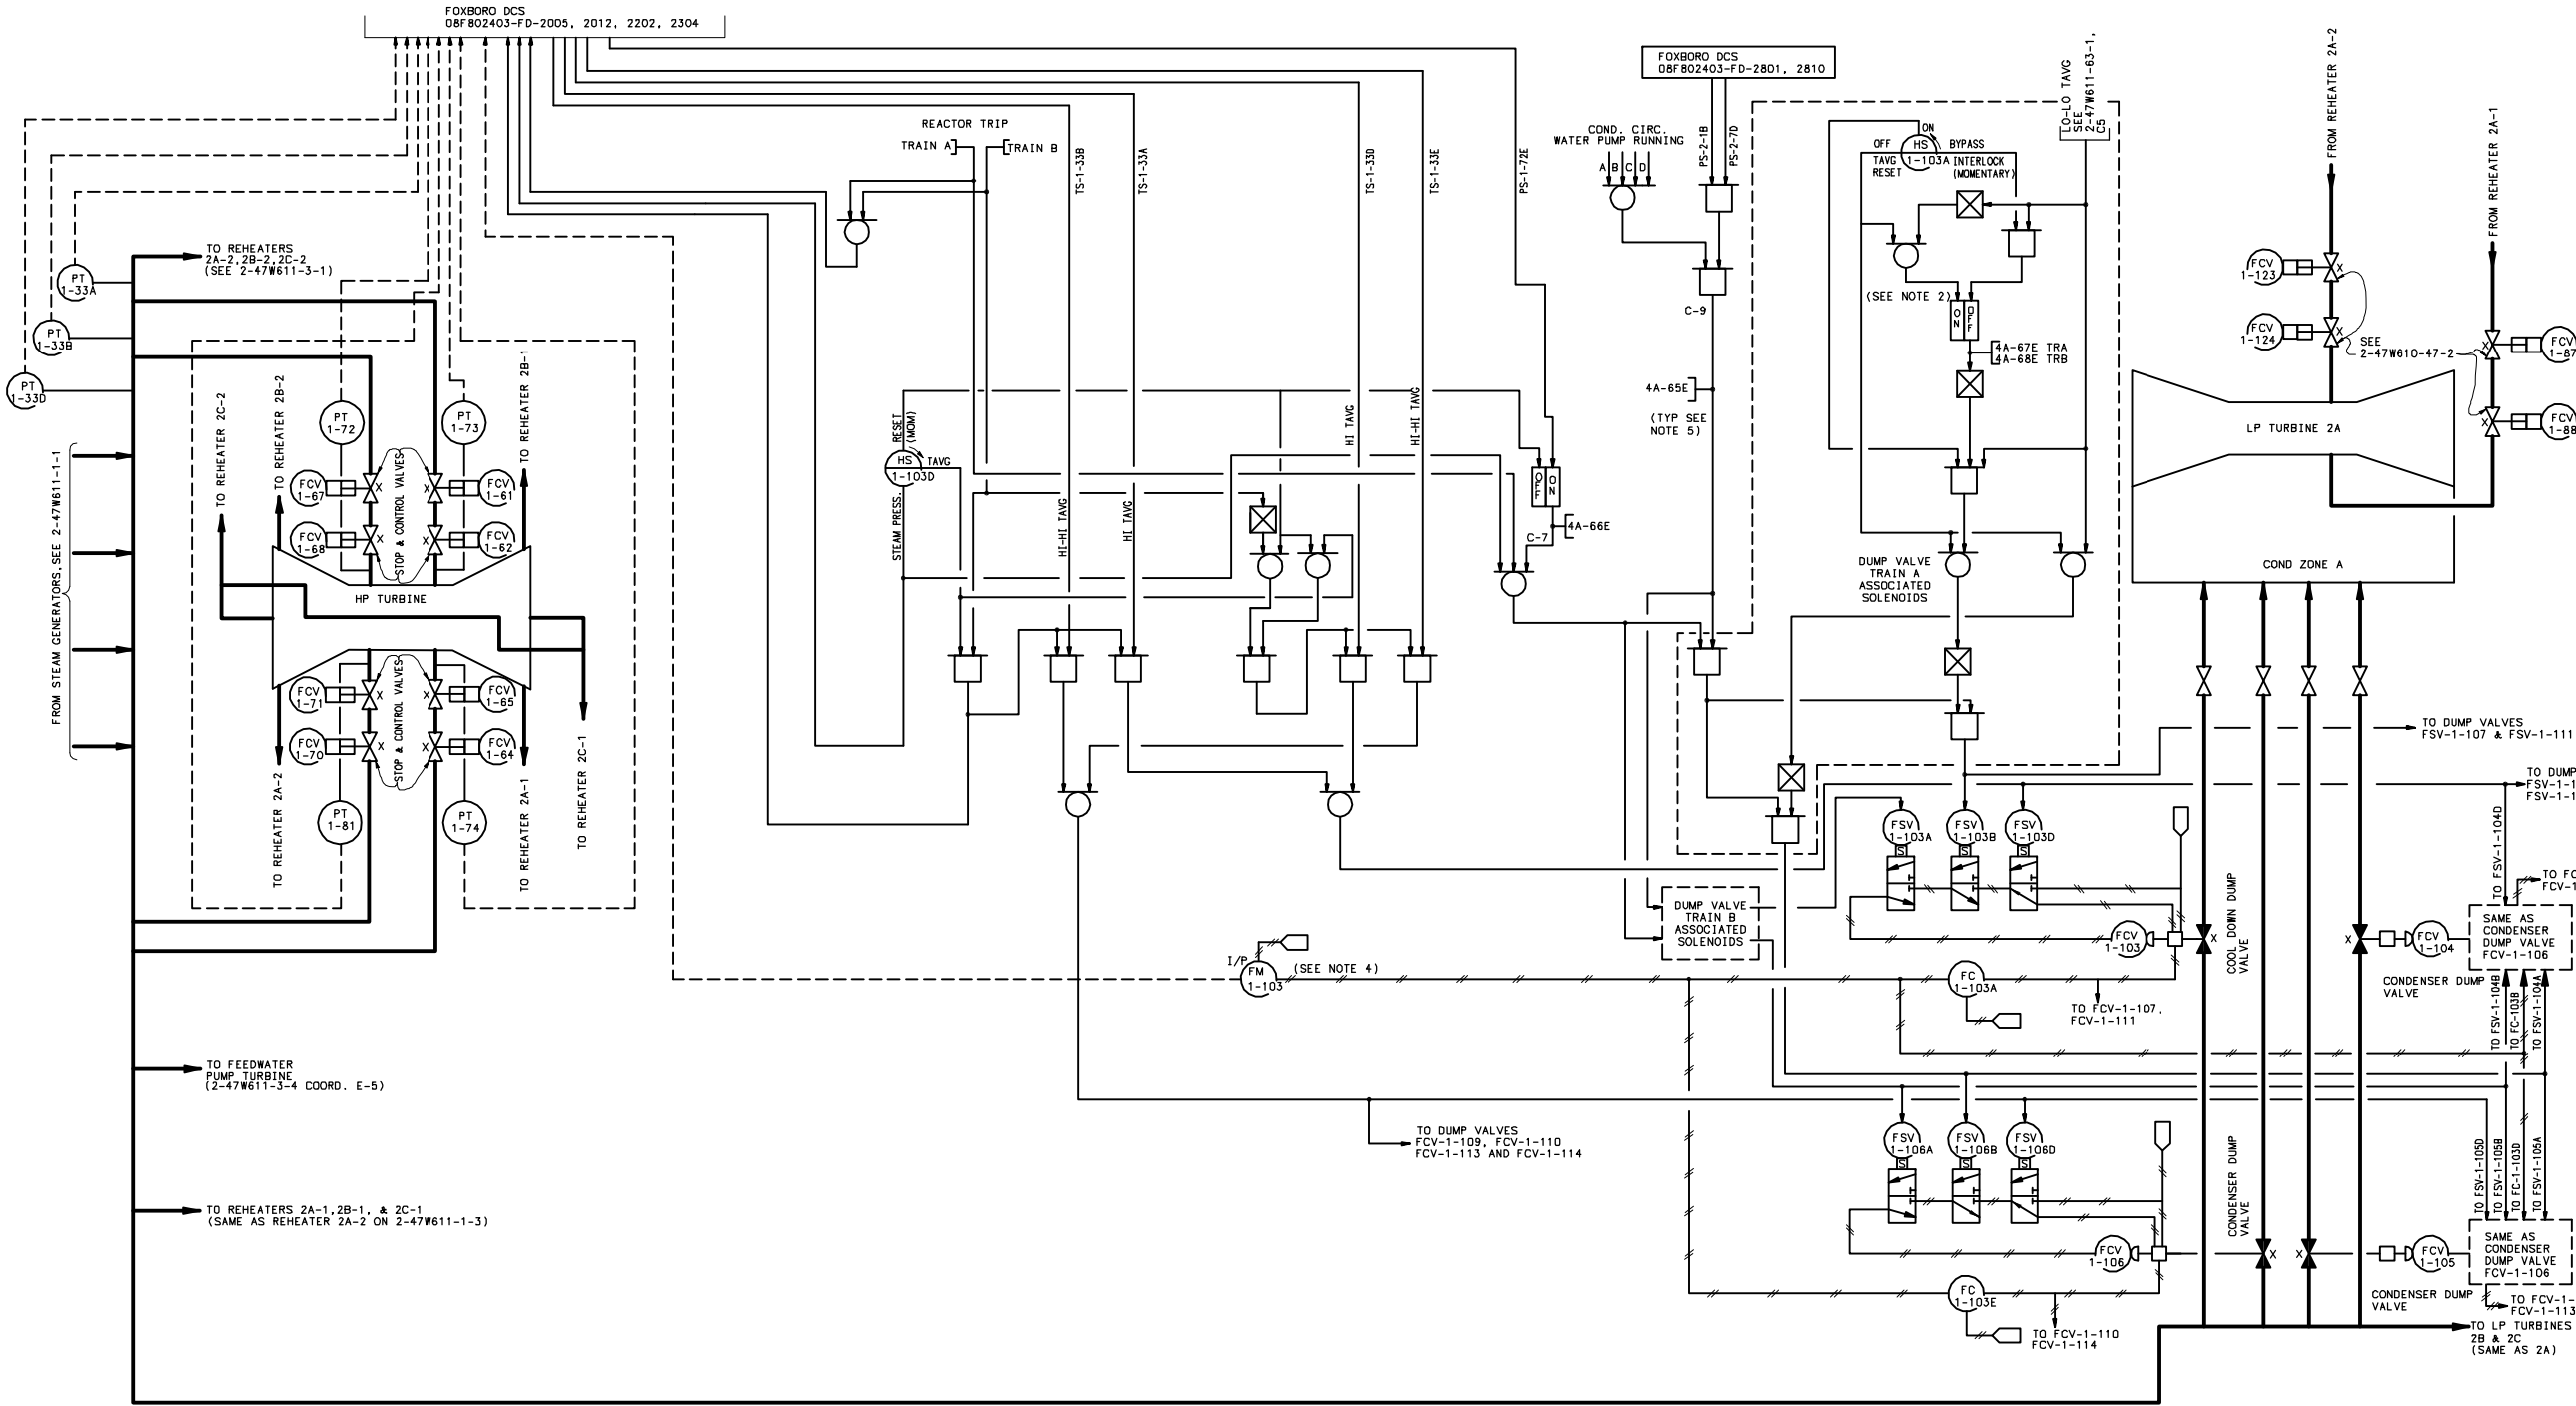 FOXBORO DCS
08F802403-FD-2005, 2012, 2202, 2304
FOXBORO DCS
08F802403-FD-2801, 2810
PS-2-1B
PS-2-7D
COND. CIRC.
WATER PUMP RUNNING
A B C D
LO-LO TAVG
SEE
2-47W611-63-1,
C5
ON
OFF
HS
1-103A
BYPASS
INTERLOCK
(MOMENTARY)
TAVG
RESET
(SEE NOTE 2)
ON
OFF
4A-67E TRA
4A-68E TRB
C-9
4A-65E
(TYP SEE
NOTE 5)
REACTOR TRIP
TRAIN A
TRAIN B
TS-1-33B
TS-1-33A
TS-1-33D
TS-1-33E
PS-1-72E
FROM REHEATER 2A-2
FROM REHEATER 2A-1
FCV
1-123
FCV
1-124
SEE
2-47W610-47-2
FCV
1-87
FCV
1-88
LP TURBINE 2A
COND ZONE A
TO REHEATERS
2A-2,2B-2,2C-2
(SEE 2-47W611-3-1)
PT
1-33A
PT
1-33B
PT
1-33D
FROM STEAM GENERATORS,SEE 2-47W611-1-1
TO REHEATER 2C-2
TO REHEATER 2B-2
PT
1-72
PT
1-73
TO REHEATER 2B-1
FCV
1-67
FCV
1-61
FCV
1-68
FCV
1-62
STOP & CONTROL VALVES
HP TURBINE
FCV
1-71
FCV
1-65
FCV
1-70
FCV
1-64
STOP & CONTROL VALVES
PT
1-81
PT
1-74
TO REHEATER 2A-2
TO REHEATER 2A-1
TO REHEATER 2C-1
RESET
(MOM)
HS
1-103D
TAVG
STEAM PRESS.
HI-HI TAVG
HI TAVG
HI TAVG
HI-HI TAVG
OFF
ON
4A-66E
C-7
DUMP VALVE
TRAIN A
ASSOCIATED
SOLENOIDS
TO DUMP VALVES
FSV-1-107 & FSV-1-111
TO DUMP
FSV-1-1
FSV-1-1
FSV
1-103A
FSV
1-103B
FSV
1-103D
S
S
S
DUMP VALVE
TRAIN B
ASSOCIATED
SOLENOIDS
I/P
FM
1-103
(SEE NOTE 4)
FCV
1-103
FC
1-103A
TO FCV-1-107,
FCV-1-111
COOL DOWN DUMP
VALVE
TO FSV-1-104D
TO FC
FCV-1
SAME AS
CONDENSER
DUMP VALVE
FCV-1-106
FCV
1-104
CONDENSER DUMP
VALVE
TO FSV-1-104B
TO FC-103B
TO FSV-1-104A
TO FEEDWATER
PUMP TURBINE
(2-47W611-3-4 COORD. E-5)
TO DUMP VALVES
FCV-1-109, FCV-1-110
FCV-1-113 AND FCV-1-114
FSV
1-106A
FSV
1-106B
FSV
1-106D
S
S
S
FCV
1-106
FC
1-103E
TO FCV-1-110
FCV-1-114
CONDENSER DUMP
VALVE
TO FSV-1-105D
TO FSV-1-105B
TO FC-1-103D
TO FSV-1-105A
SAME AS
CONDENSER
DUMP VALVE
FCV-1-106
FCV
1-105
CONDENSER DUMP
VALVE
TO FCV-1-
FCV-1-113
TO REHEATERS 2A-1,2B-1, & 2C-1
(SAME AS REHEATER 2A-2 ON 2-47W611-1-3)
TO LP TURBINES
2B & 2C
(SAME AS 2A)